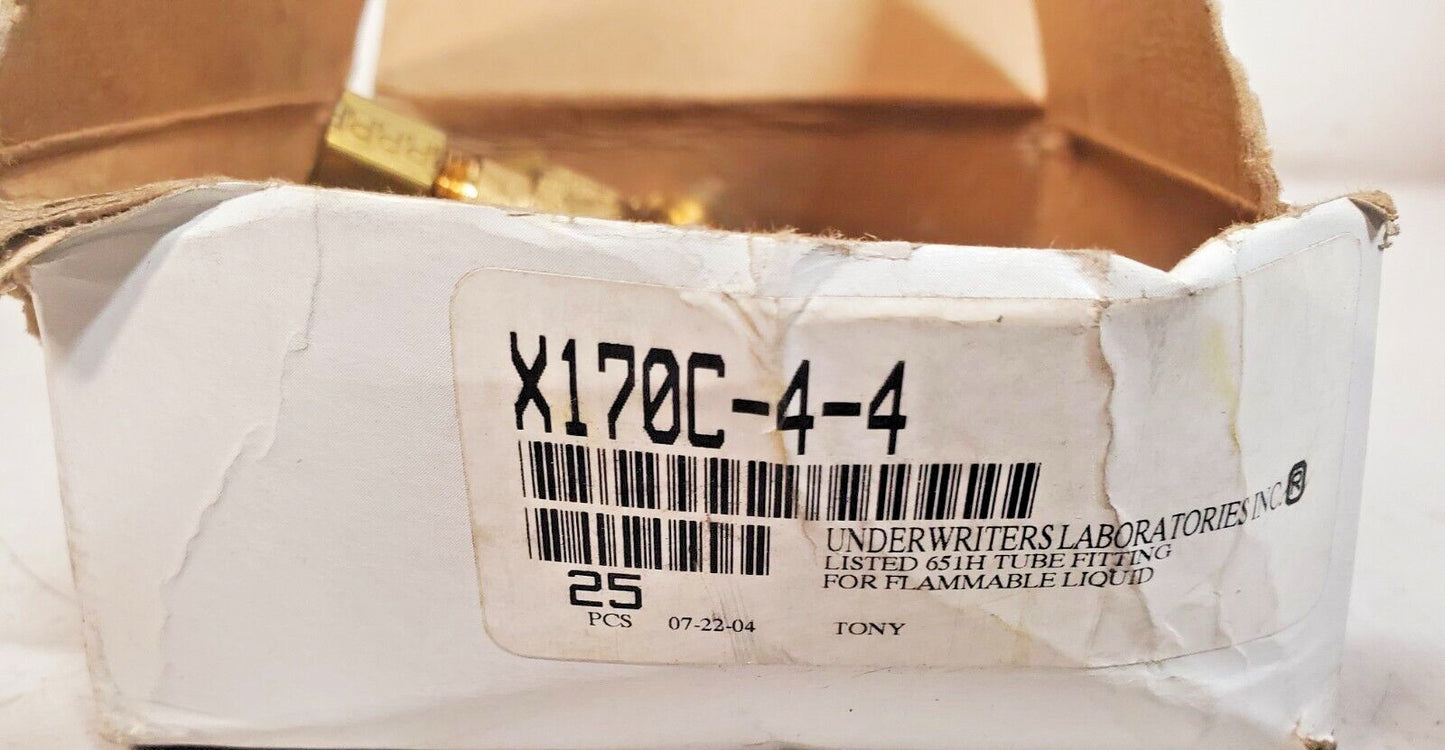 X170C-4-4
UNDERWRITERS LABORATORIES INC.®
LISTED 651H TUBE FITTING
FOR FLAMMABLE LIQUID
25
PCS 07-22-04 TONY